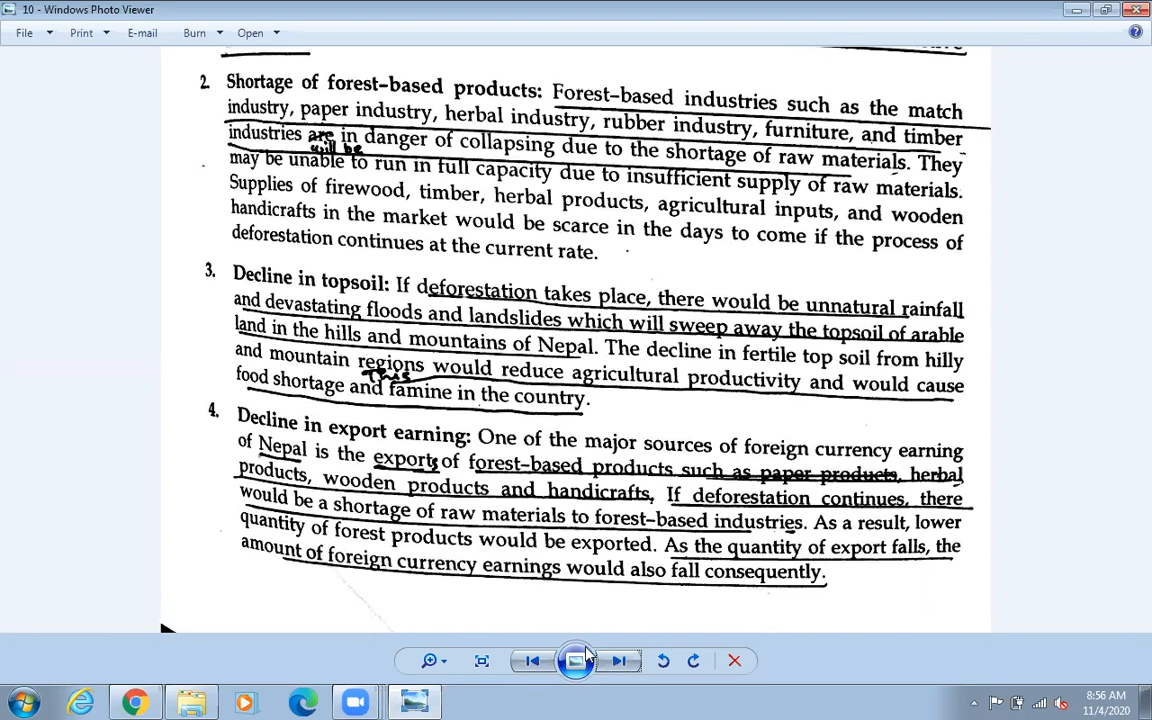 10 - Windows Photo Viewer
File Print E-mail Burn Open
2. Shortage of forest-based products: Forest-based industries such as the match
industry, paper industry, herbal industry, rubber industry, furniture, and timber
industries are in danger of collapsing due to the shortage of raw materials. They
will be
may be unable to run in full capacity due to insufficient supply of raw materials.
Supplies of firewood, timber, herbal products, agricultural inputs, and wooden
handicrafts in the market would be scarce in the days to come if the process of
deforestation continues at the current rate.
3. Decline in topsoil: If deforestation takes place, there would be unnatural rainfall
and devastating floods and landslides which will sweep away the topsoil of arable
land in the hills and mountains of Nepal. The decline in fertile top soil from hilly
and mountain regions would reduce agricultural productivity and would cause
This
food shortage and famine in the country.
4. Decline in export earning: One of the major sources of foreign currency earning
of Nepal is the exports of forest-based products such as paper products, herbal
products, wooden products and handicrafts. If deforestation continues, there
would be a shortage of raw materials to forest-based industries. As a result, lower
quantity of forest products would be exported. As the quantity of export falls, the
amount of foreign currency earnings would also fall consequently.
8:56 AM
11/4/2020